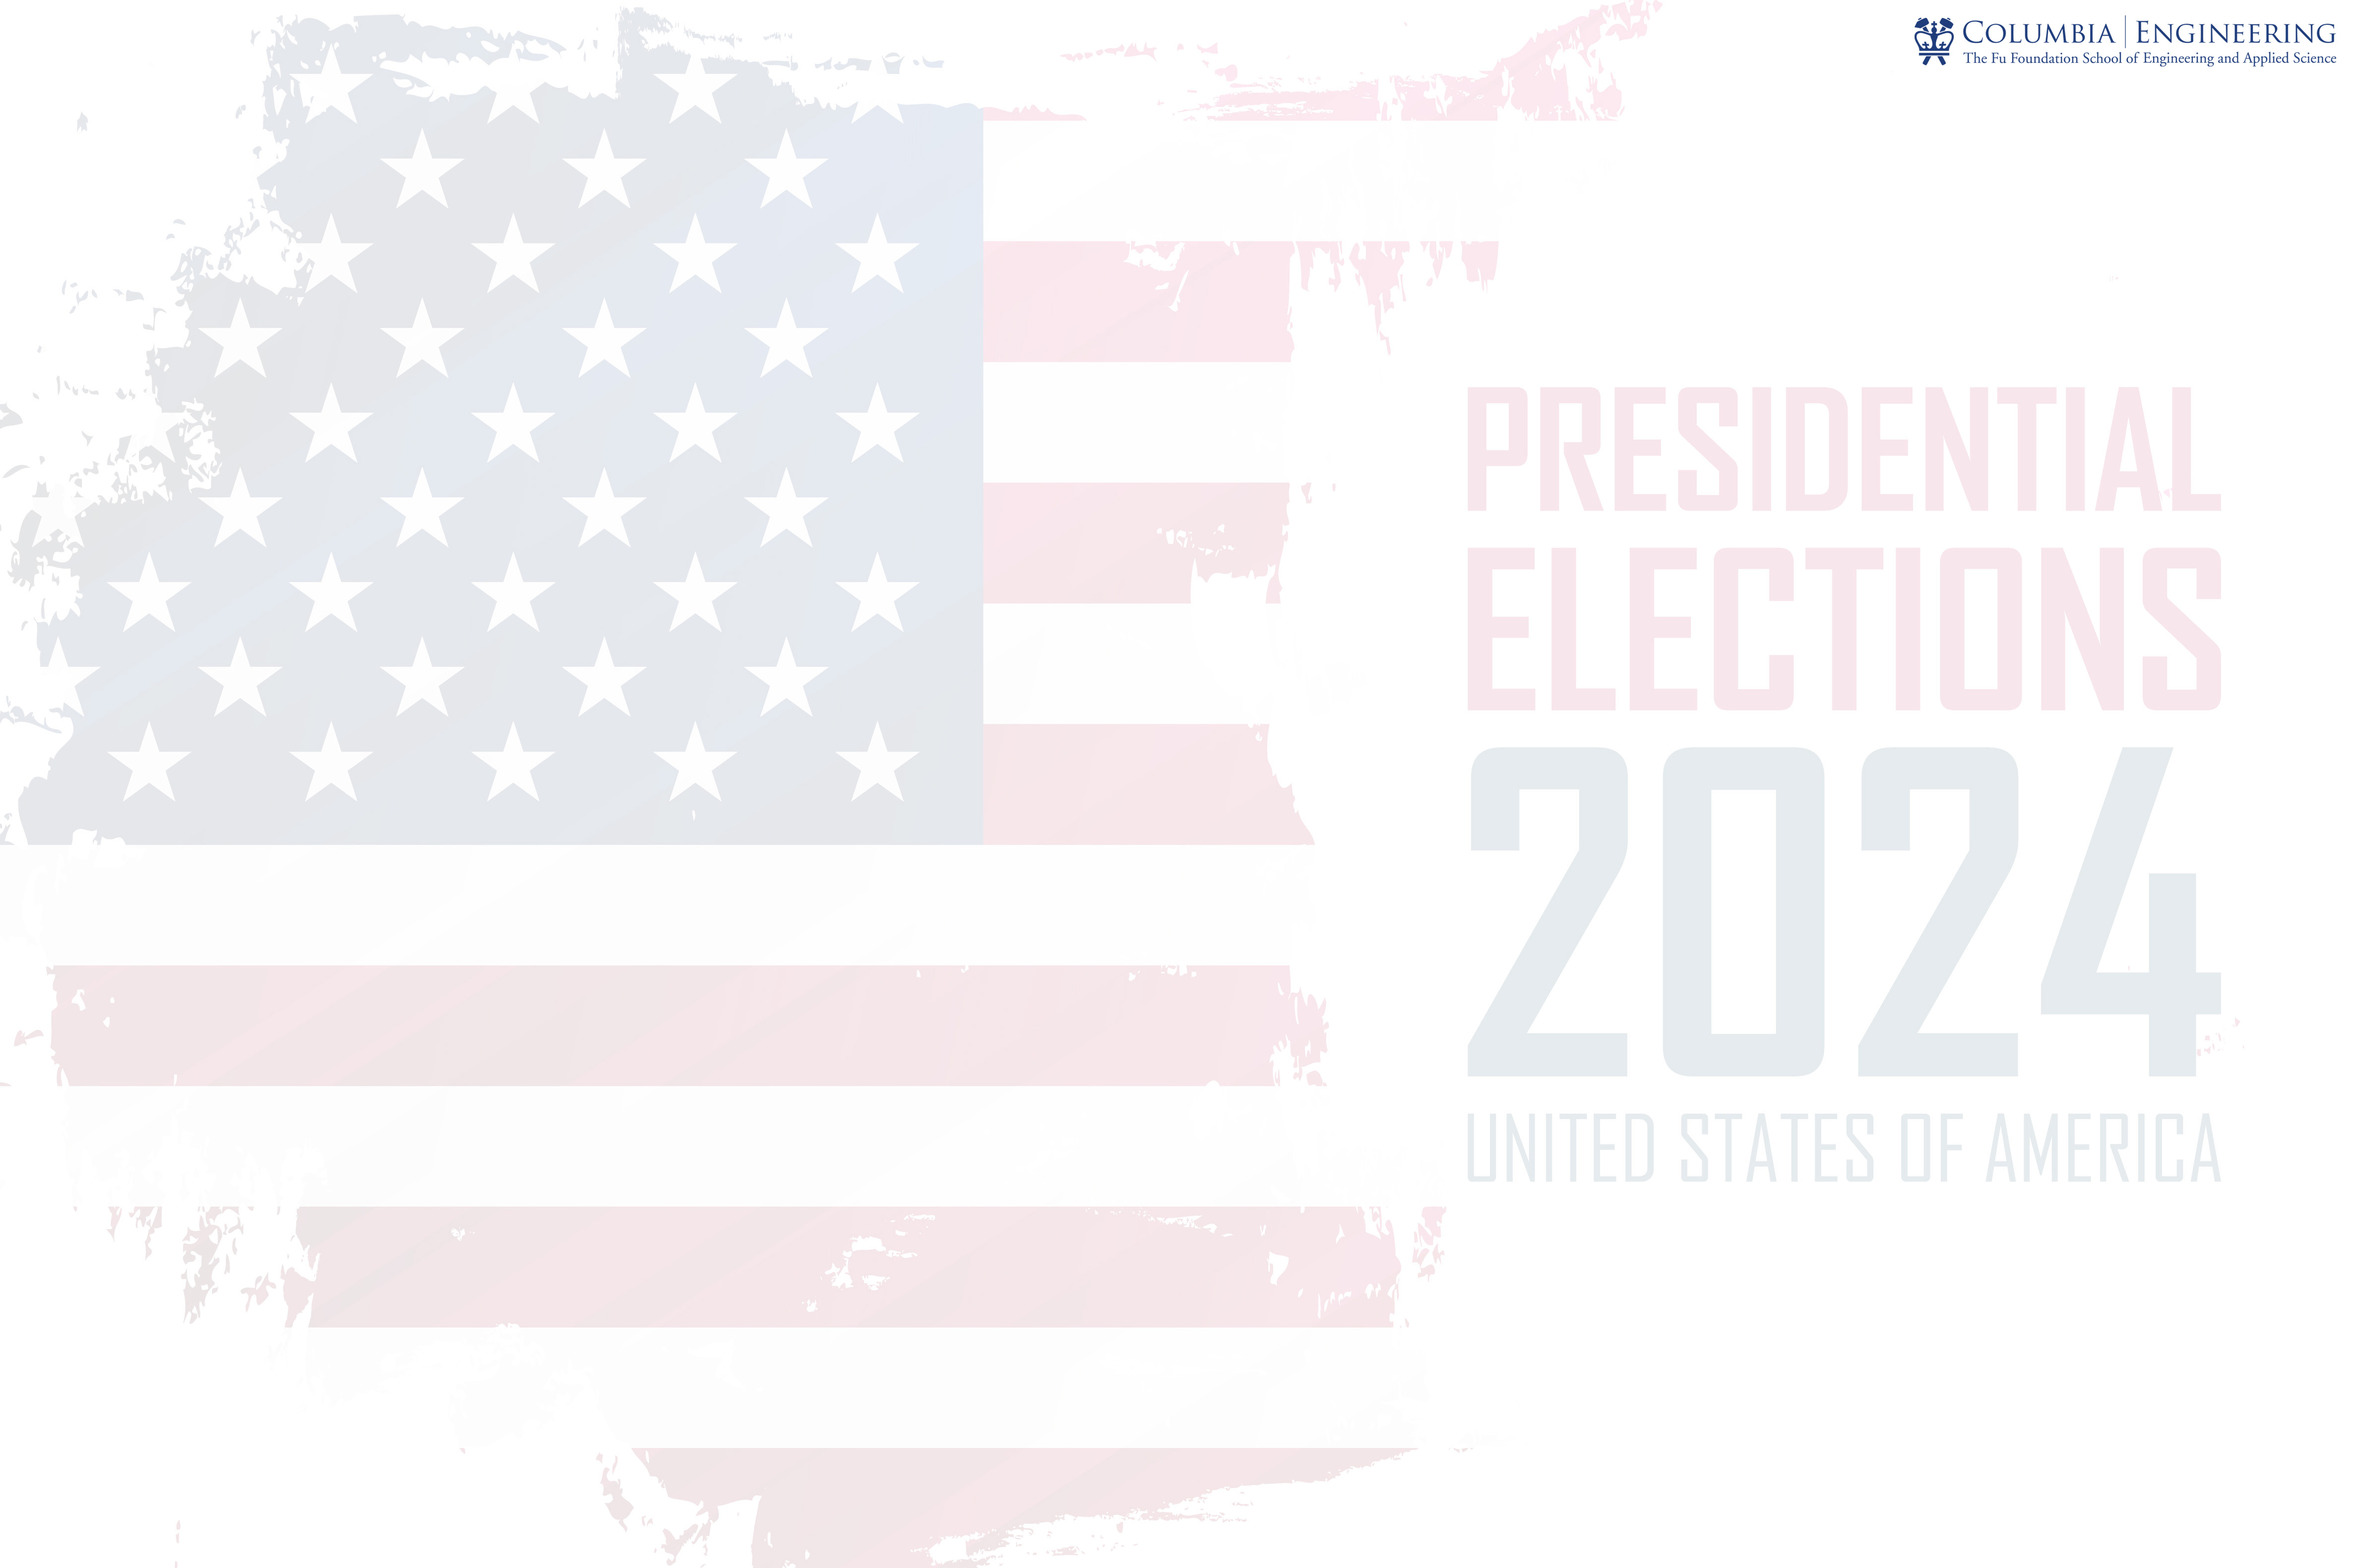 COLUMBIA | ENGINEERING
The Fu Foundation School of Engineering and Applied Science
PRESIDENTIAL
ELECTIONS
2024
UNITED STATES OF AMERICA